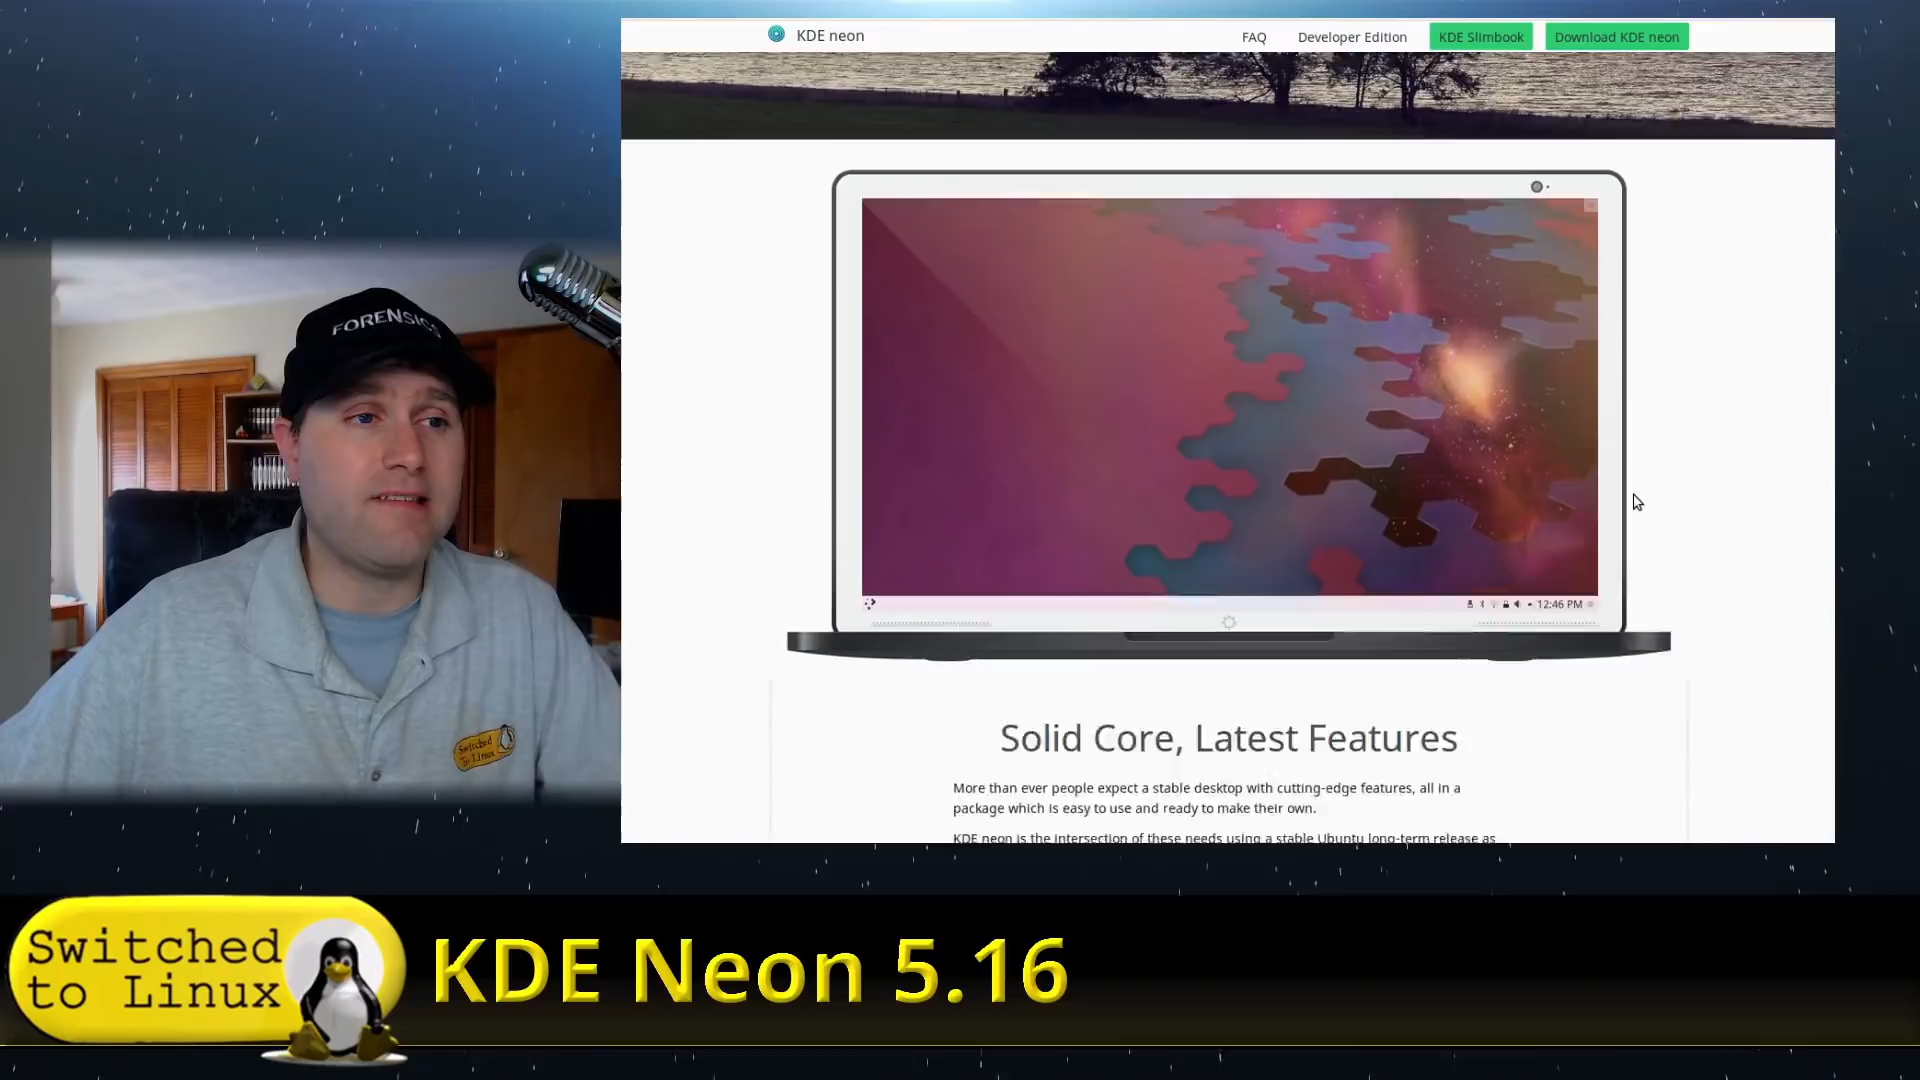 KDE neon
FAQ
Developer Edition
KDE Slimbook
Download KDE neon
FORENSICS
12:46 PM
Solid Core, Latest Features
More than ever people expect a stable desktop with cutting-edge features, all in a
package which is easy to use and ready to make their own.
KDE neon is the intersection of these needs using a stable Ubuntu long-term release as
Switched
To Linux
Switched
to Linux
KDE Neon 5.16